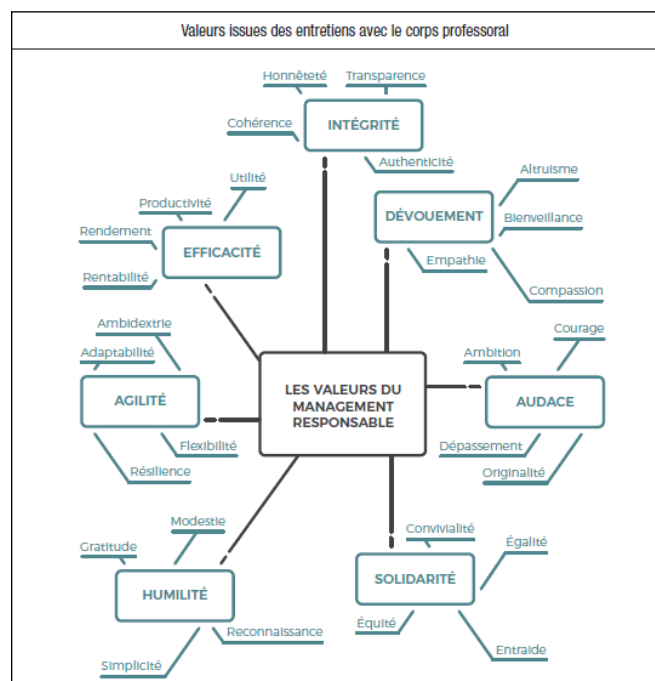 Valeurs issues des entretiens avec le corps professoral
Honnêteté
Transparence
Cohérence
INTÉGRITÉ
Authenticité
Altruisme
DÉVOUEMENT
Bienveillance
Empathie
Compassion
Utilité
Productivité
Rendement
EFFICACITÉ
Rentabilité
Ambidextrie
Adaptabilité
AGILITÉ
Flexibilité
Résilience
LES VALEURS DU
MANAGEMENT
RESPONSABLE
Courage
Ambition
AUDACE
Dépassement
Originalité
Modestie
Gratitude
HUMILITÉ
Reconnaissance
Simplicité
Convivialité
Égalité
SOLIDARITÉ
Équité
Entraide